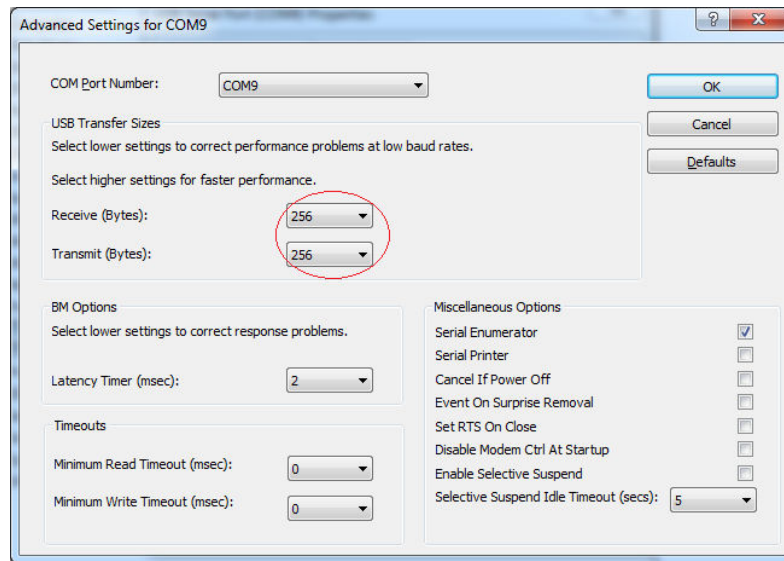 Advanced Settings for COM9
COM Port Number:
COM9
OK
USB Transfer Sizes
Cancel
Select lower settings to correct performance problems at low baud rates.
Defaults
Select higher settings for faster performance.
Receive (Bytes):
256
Transmit (Bytes):
256
BM Options
Select lower settings to correct response problems.
Latency Timer (msec):
2
Timeouts
Minimum Read Timeout (msec):
0
Minimum Write Timeout (msec):
0
Miscellaneous Options
Serial Enumerator
Serial Printer
Cancel If Power Off
Event On Surprise Removal
Set RTS On Close
Disable Modem Ctrl At Startup
Enable Selective Suspend
Selective Suspend Idle Timeout (secs):
5